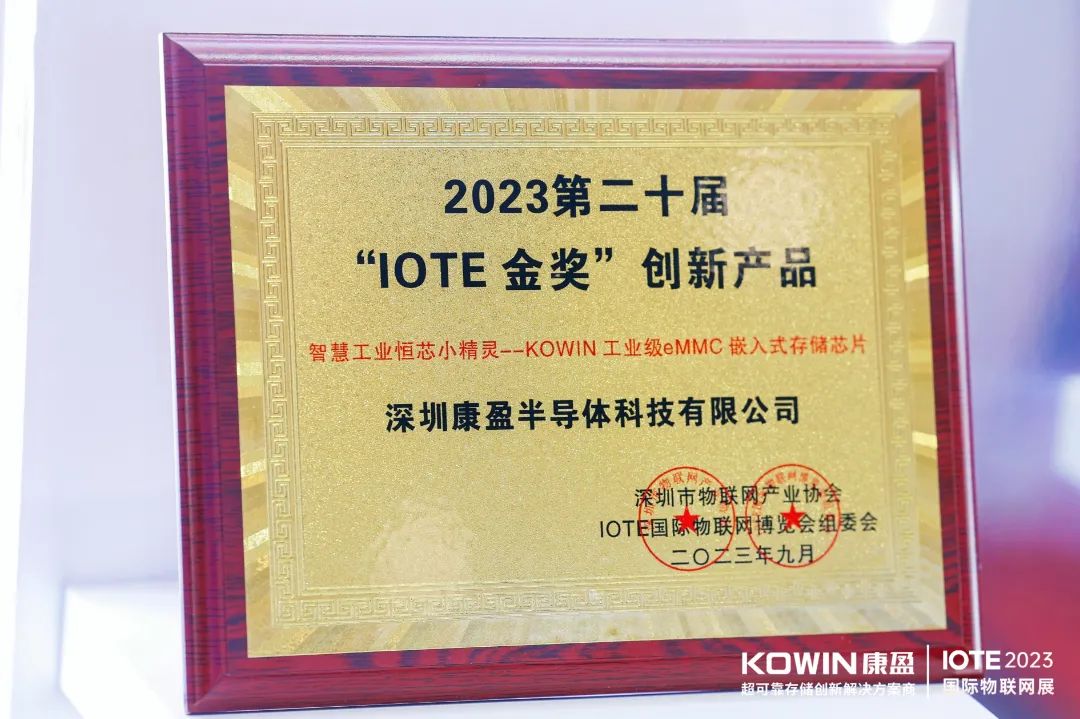 2023第二十届
“IOTE 金奖”创新产品
智慧工业恒芯小精灵--KOWIN 工业级eMMC 嵌入式存储芯片
深圳康盈半导体科技有限公司
深圳市物联网产业协会
IOTE国际物联网博览会组委会
二〇二三年九月
KOWIN康盈
超可靠存储创新解决方案商
IOTE 2023
国际物联网展